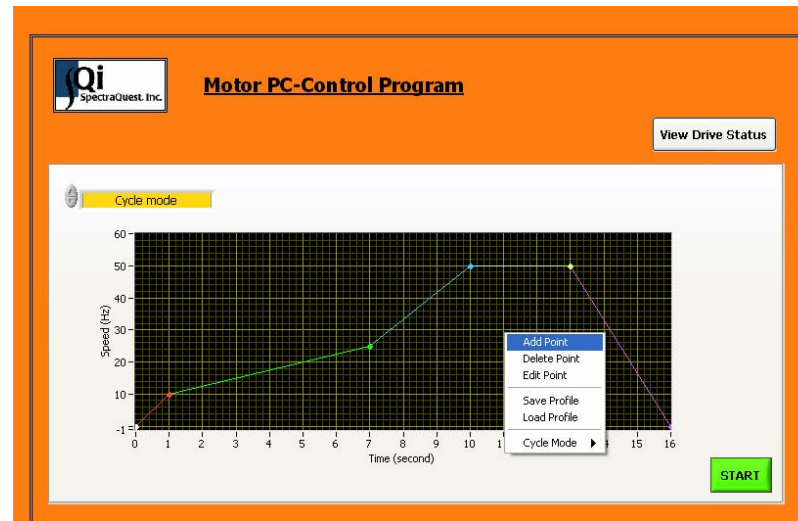 Qi
SpectraQuest. Inc.
Motor PC-Control Program
View Drive Status
Cycle mode
60
50
40
30
20
10
-1
Speed (Hz)
Add Point
Delete Point
Edit Point
Save Profile
Load Profile
Cycle Mode
0 1 2 3 4 5 6 7 8 9 10 1 4 15 16
Time (second)
START